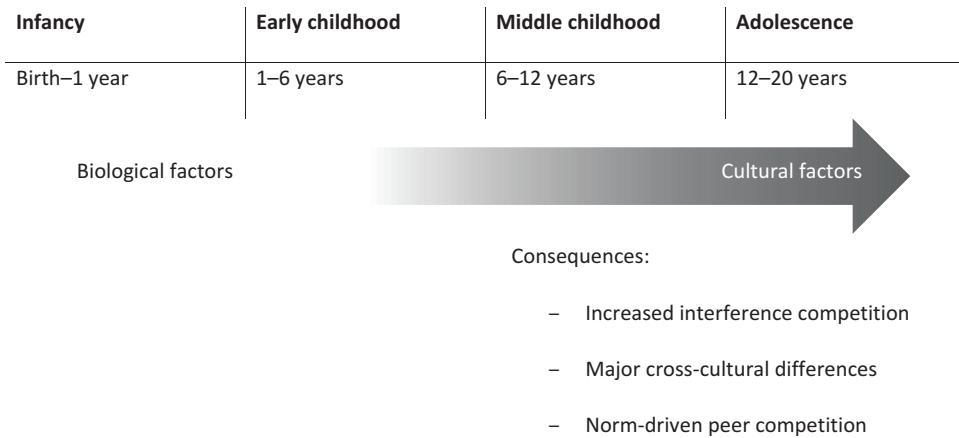 Infancy Early childhood Middle childhood Adolescence
Birth–1 year 1–6 years 6–12 years 12–20 years
Biological factors Cultural factors
Consequences:
– Increased interference competition
– Major cross-cultural differences
– Norm-driven peer competition